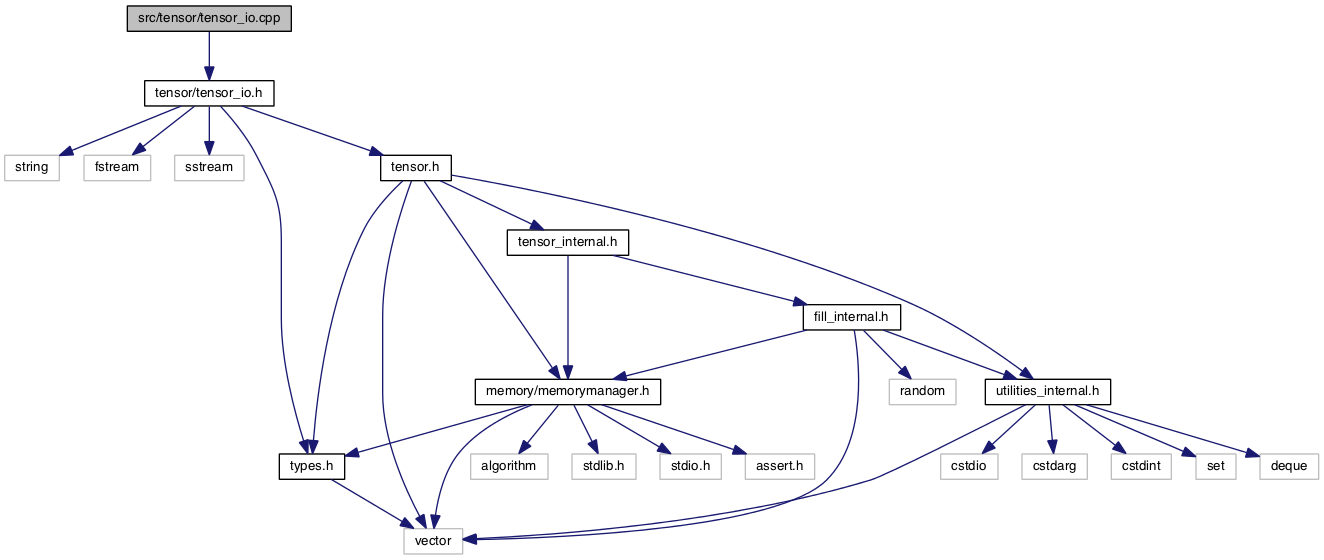 src/tensor/tensor_io.cpp
tensor/tensor_io.h
string
fstream
sstream
tensor.h
tensor_internal.h
fill_internal.h
memory/memorymanager.h
random
utilities_internal.h
types.h
algorithm
stdlib.h
stdio.h
assert.h
cstdio
cstdarg
cstdint
set
deque
vector